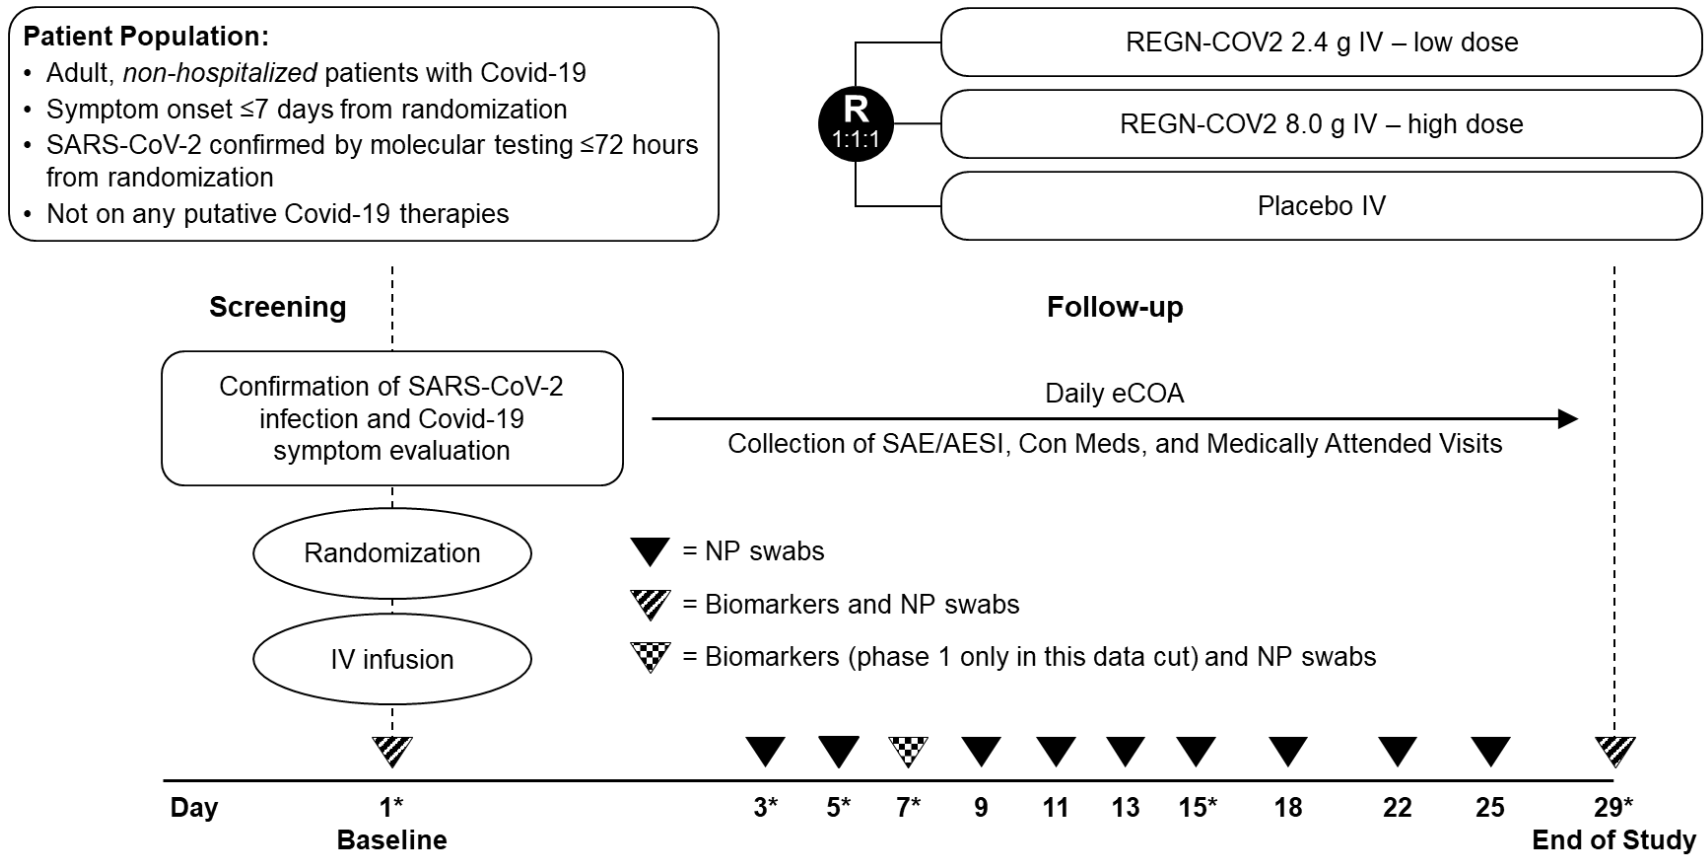 Patient Population:
• Adult, non-hospitalized patients with Covid-19
• Symptom onset ≤7 days from randomization
• SARS-CoV-2 confirmed by molecular testing ≤72 hours
from randomization
• Not on any putative Covid-19 therapies
R
1:1:1
REGN-COV2 2.4 g IV – low dose
REGN-COV2 8.0 g IV – high dose
Placebo IV
Screening
Follow-up
Confirmation of SARS-CoV-2
infection and Covid-19
symptom evaluation
Daily eCOA
Collection of SAE/AESI, Con Meds, and Medically Attended Visits
Randomization
IV infusion
= NP swabs
= Biomarkers and NP swabs
= Biomarkers (phase 1 only in this data cut) and NP swabs
Day 1* 3* 5* 7* 9 11 13 15* 18 22 25 29*
Baseline End of Study